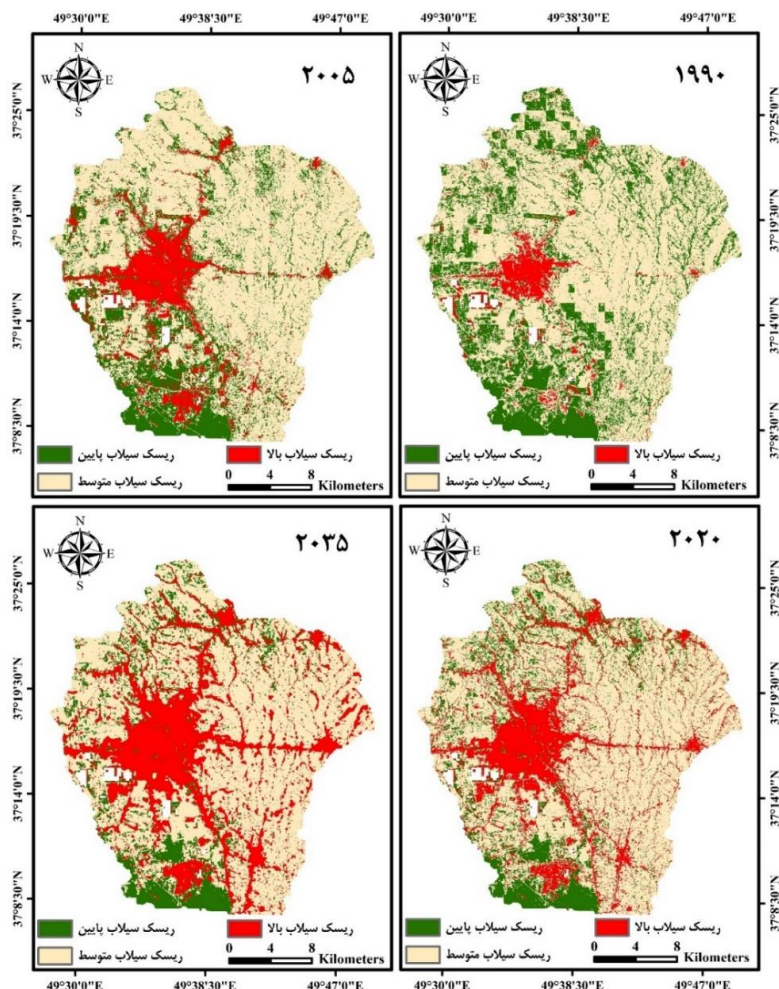 49°30'0"E 49°38'30"E 47°47'0"E 49°30'0"E 49°38'30"E 49°47'0"E
N
W E
S
۲۰۰۵
37°25'0"N
37°19'30"N
37°14'0"N
37°8'30"N
ریسک سیلاب بالا
ریسک سیلاب پایین
ریسک سیلاب متوسط
0 4 8
Kilometers
N
W E
S
۱۹۹۰
37°25'0"N
37°19'30"N
37°14'0"N
37°8'30"N
ریسک سیلاب بالا
ریسک سیلاب پایین
ریسک سیلاب متوسط
0 4 8
Kilometers
N
W E
S
۲۰۳۵
37°25'0"N
37°19'30"N
37°14'0"N
37°8'30"N
ریسک سیلاب بالا
ریسک سیلاب پایین
ریسک سیلاب متوسط
0 4 8
Kilometers
N
W E
S
۲۰۲۰
37°25'0"N
37°19'30"N
37°14'0"N
37°8'30"N
ریسک سیلاب بالا
ریسک سیلاب پایین
ریسک سیلاب متوسط
0 4 8
Kilometers
49°30'0"E 49°38'30"E 49°47'0"E 49°30'0"E 49°38'30"E 49°47'0"E